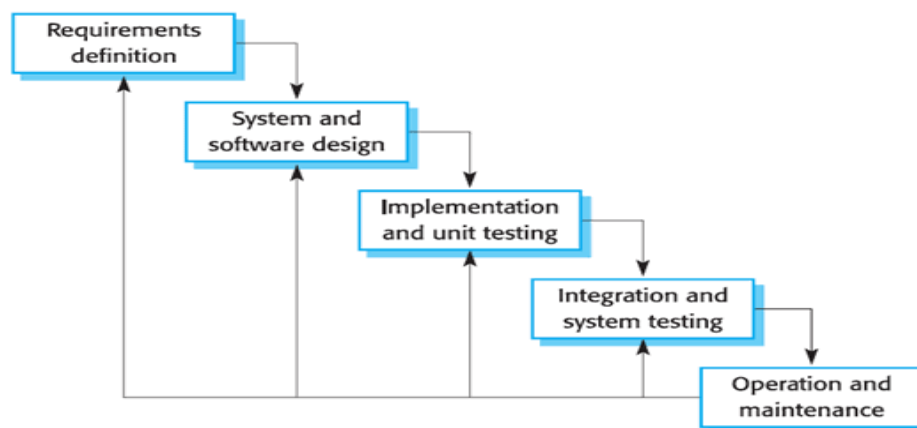 Requirements
definition
System and
software design
Implementation
and unit testing
Integration and
system testing
Operation and
maintenance